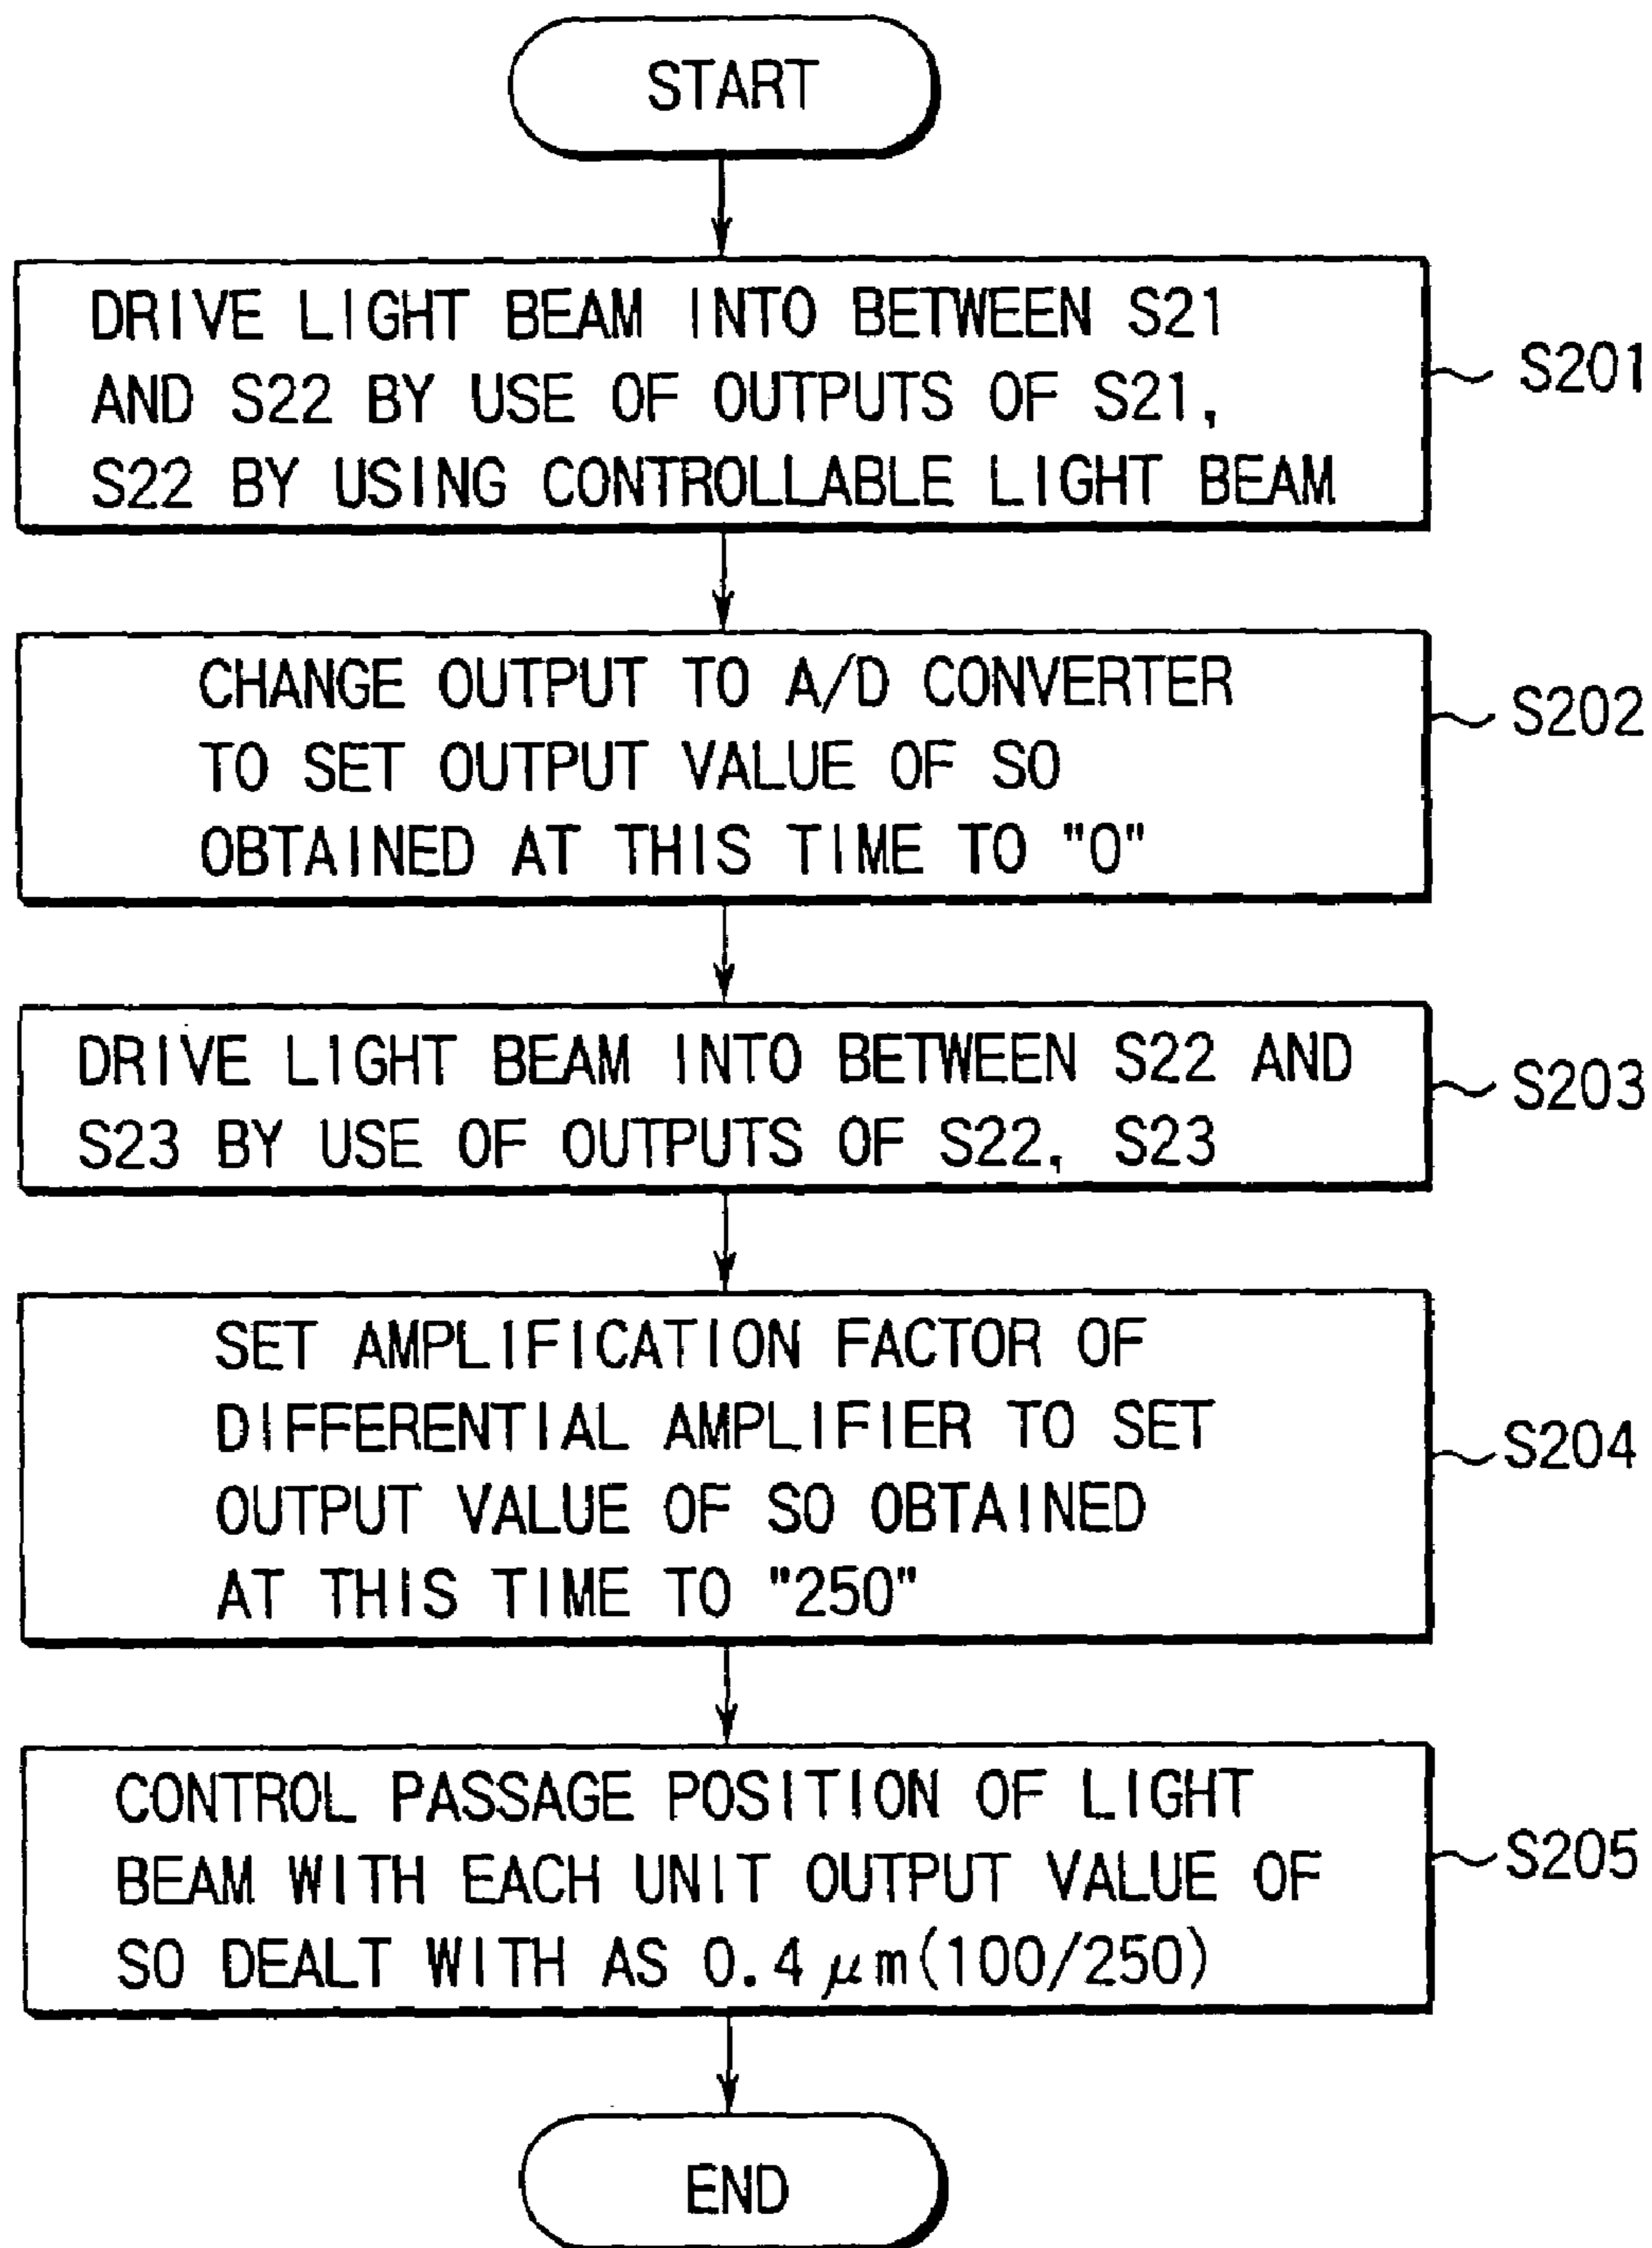 START
DRIVE LIGHT BEAM INTO BETWEEN S21
AND S22 BY USE OF OUTPUTS OF S21,
S22 BY USING CONTROLLABLE LIGHT BEAM
S201
CHANGE OUTPUT TO A/D CONVERTER
TO SET OUTPUT VALUE OF SO
OBTAINED AT THIS TIME TO "0"
S202
DRIVE LIGHT BEAM INTO BETWEEN S22 AND
S23 BY USE OF OUTPUTS OF S22, S23
S203
SET AMPLIFICATION FACTOR OF
DIFFERENTIAL AMPLIFIER TO SET
OUTPUT VALUE OF SO OBTAINED
AT THIS TIME TO "250"
S204
CONTROL PASSAGE POSITION OF LIGHT
BEAM WITH EACH UNIT OUTPUT VALUE OF
SO DEALT WITH AS 0.4 μm(100/250)
S205
END